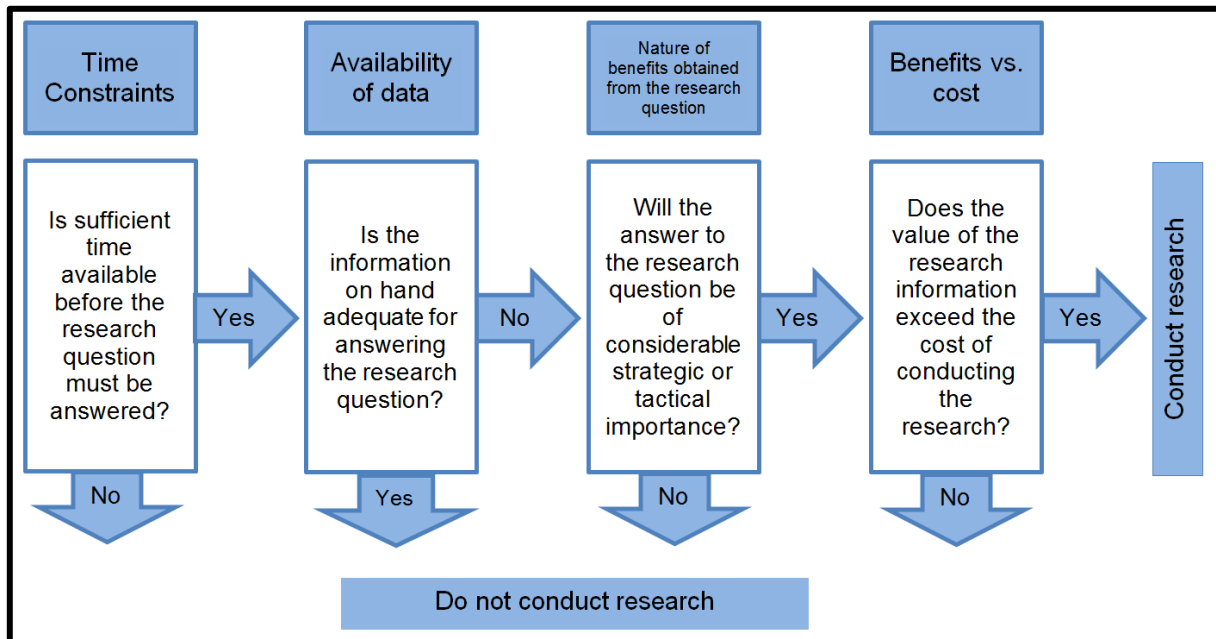 Time
Constraints
Availability
of data
Nature of
benefits obtained
from the research
question
Benefits vs.
cost
Is sufficient
time
available
before the
research
question
must be
answered?
Yes
Is the
information
on hand
adequate for
answering
the research
question?
No
Will the
answer to
the research
question be
of
considerable
strategic or
tactical
importance?
Yes
Does the
value of the
research
information
exceed the
cost of
conducting
the
research?
Yes
Conduct research
No
Yes
No
No
Do not conduct research